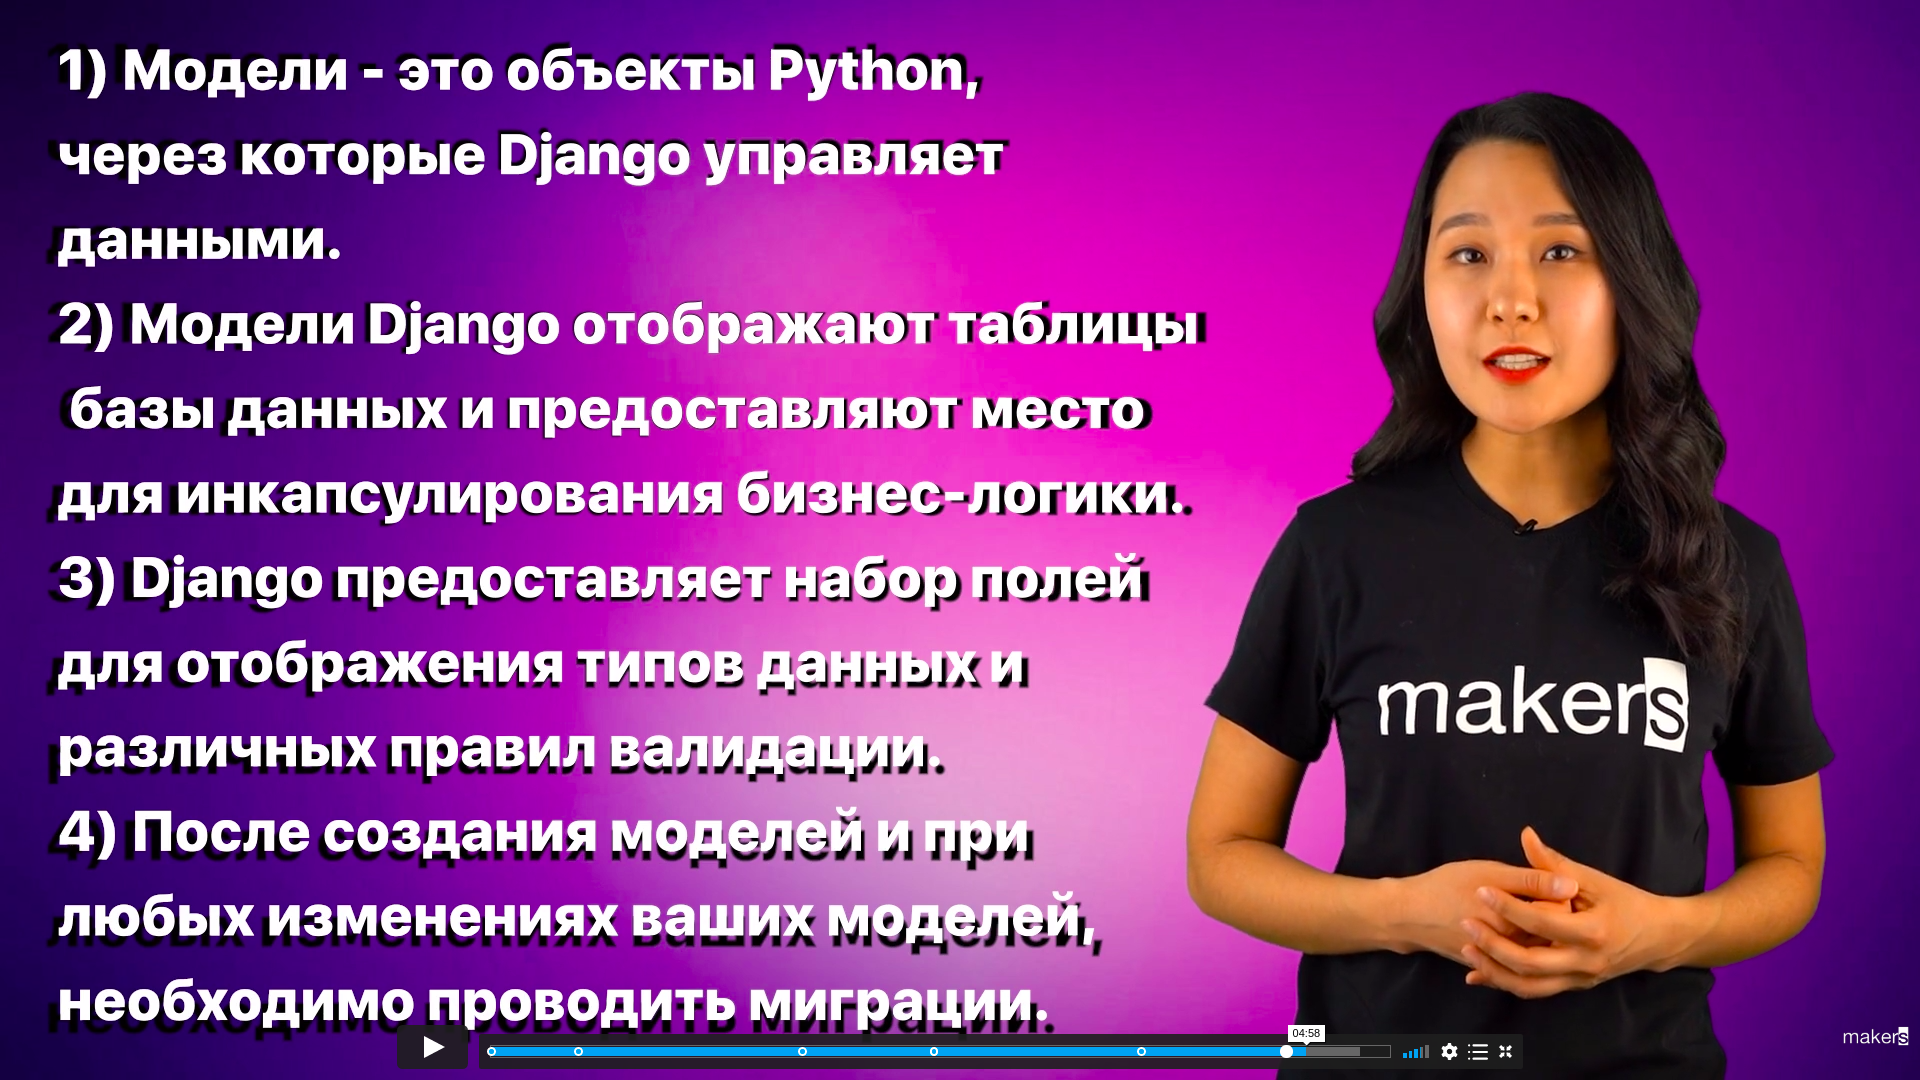 1) Модели - это объекты Python,
через которые Django управляет
данными.
2) Модели Django отображают таблицы
базы данных и предоставляют место
для инкапсулирования бизнес-логики.
3) Django предоставляет набор полей
для отображения типов данных и
различных правил валидации.
4) После создания моделей и при
любых изменениях ваших моделей,
необходимо проводить миграции.
makers
04:58
makers